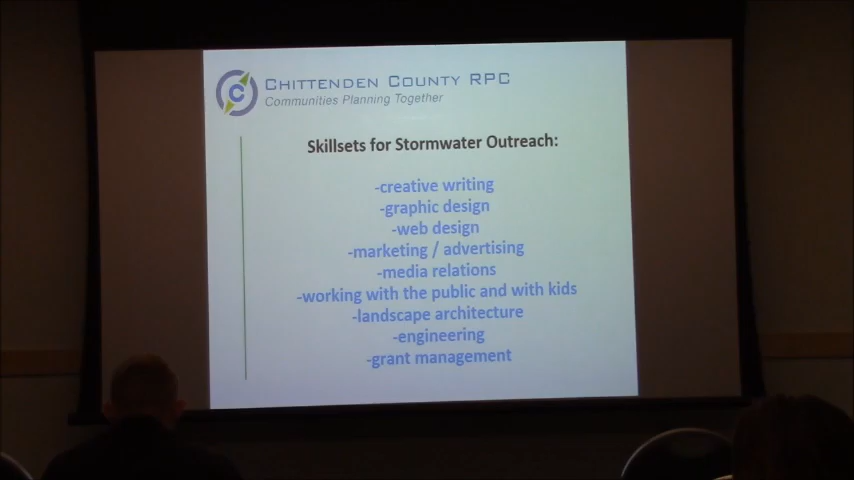 C
CHITTENDEN COUNTY RPC
Communities Planning Together
Skillsets for Stormwater Outreach:
-creative writing
-graphic design
-web design
-marketing / advertising
-media relations
-working with the public and with kids
-landscape architecture
-engineering
-grant management